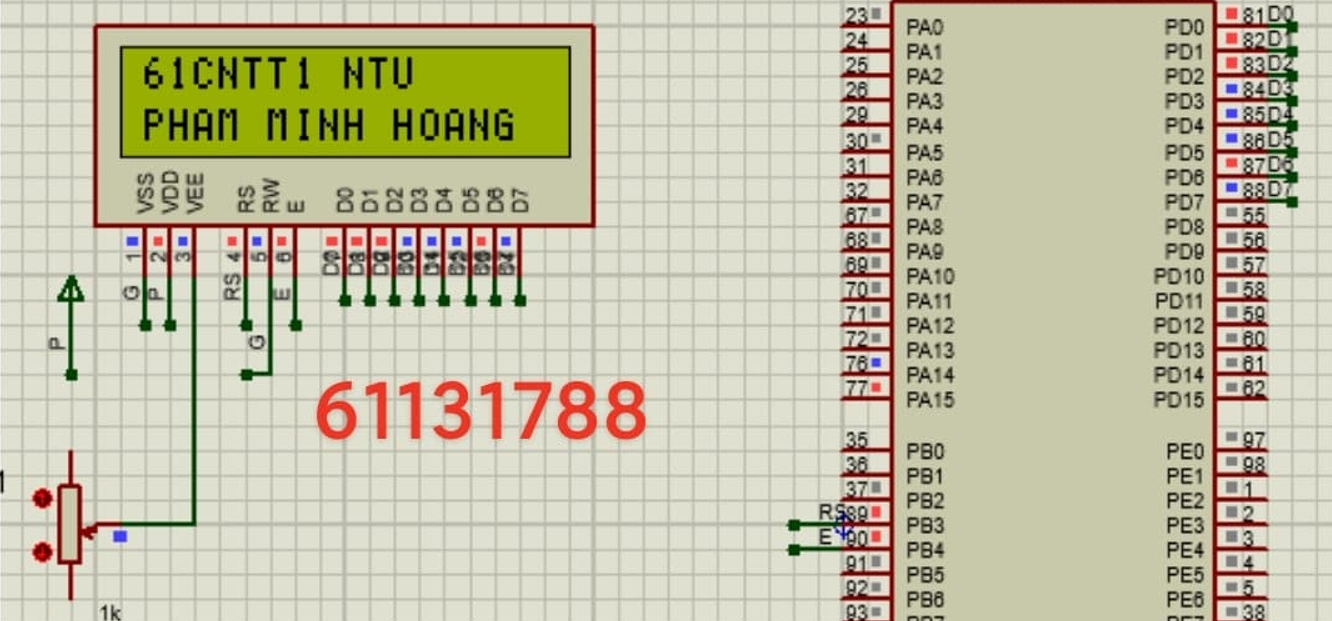 61CNTT1 NTU
PHAM MINH HOANG
VSS VDD VEE RS RW E D0 D1 D2 D3 D4 D5 D6 D7
1 2 3 4 5 6
G P RS E
G
P
61131788
1k
RS
E
23 PA0
24 PA1
25 PA2
26 PA3
29 PA4
30 PA5
31 PA6
32 PA7
67 PA8
68 PA9
69 PA10
70 PA11
71 PA12
72 PA13
76 PA14
77 PA15
35 PB0
36 PB1
37 PB2
89 PB3
90 PB4
91 PB5
92 PB6
93
PD0 81 D0
PD1 82 D1
PD2 83 D2
PD3 84 D3
PD4 85 D4
PD5 86 D5
PD6 87 D6
PD7 88 D7
PD8 55
PD9 56
PD10 57
PD11 58
PD12 59
PD13 60
PD14 61
PD15 62
PE0 97
PE1 98
PE2 1
PE3 2
PE4 3
PE5 4
PE6 5
38